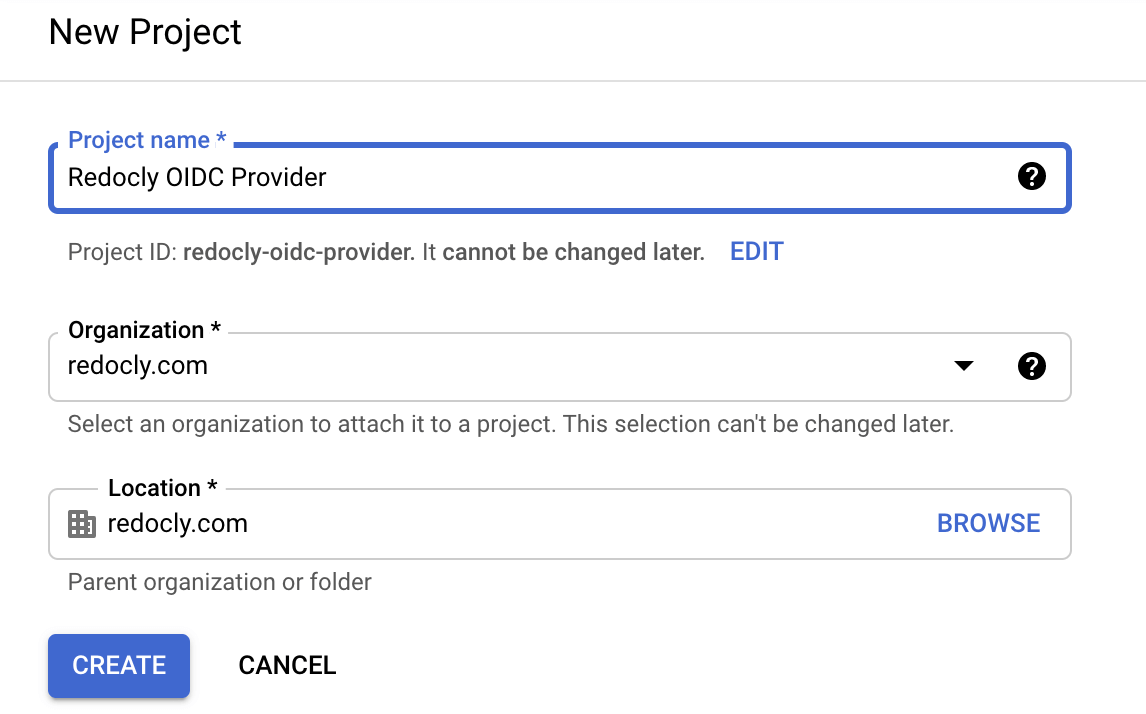 New Project
Project name *
Redocly OIDC Provider
Project ID: redocly-oidc-provider. It cannot be changed later. EDIT
Organization *
redocly.com
Select an organization to attach it to a project. This selection can't be changed later.
Location *
redocly.com BROWSE
Parent organization or folder
CREATE CANCEL